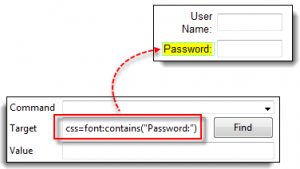 User
Name:
Password:
Command
Target css=font:contains("Password:") Find
Value